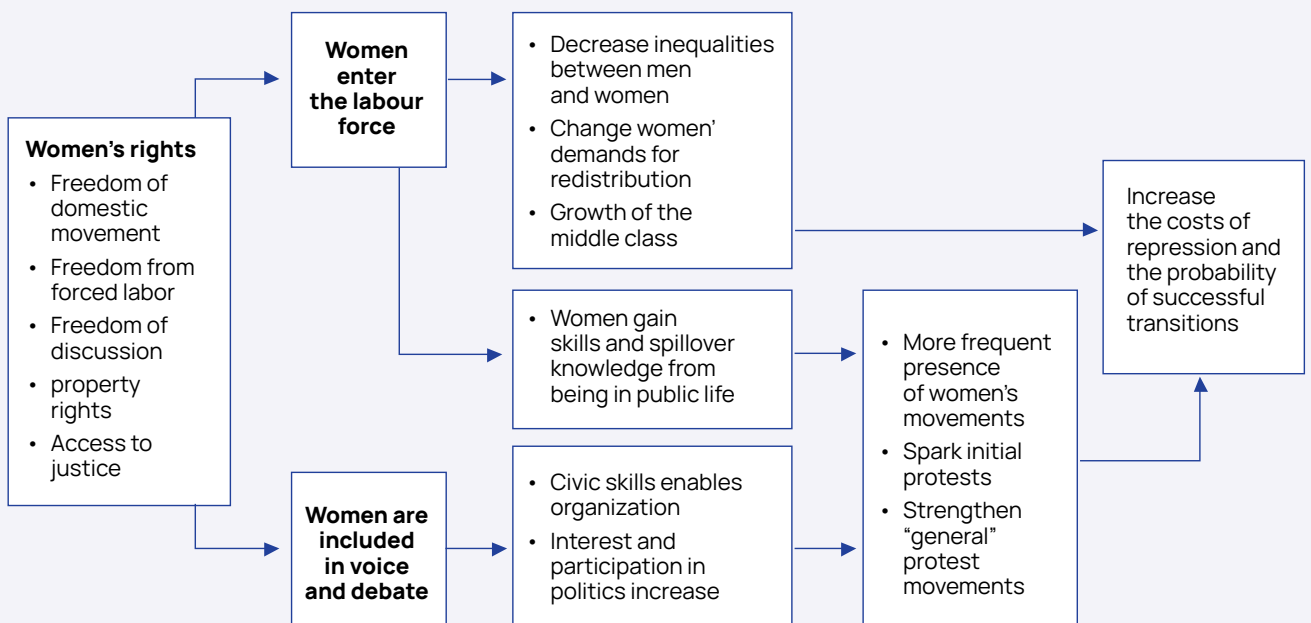 Women's rights
• Freedom of
domestic
movement
• Freedom from
forced labor
• Freedom of
discussion
• property
rights
• Access to
justice
Women
enter
the labour
force
Women are
included
in voice
and debate
• Decrease inequalities
between men
and women
• Change women'
demands for
redistribution
• Growth of the
middle class
• Women gain
skills and spillover
knowledge from
being in public life
• Civic skills enables
organization
• Interest and
participation in
politics increase
• More frequent
presence
of women's
movements
• Spark initial
protests
• Strengthen
“general”
protest
movements
Increase
the costs of
repression and
the probability
of successful
transitions